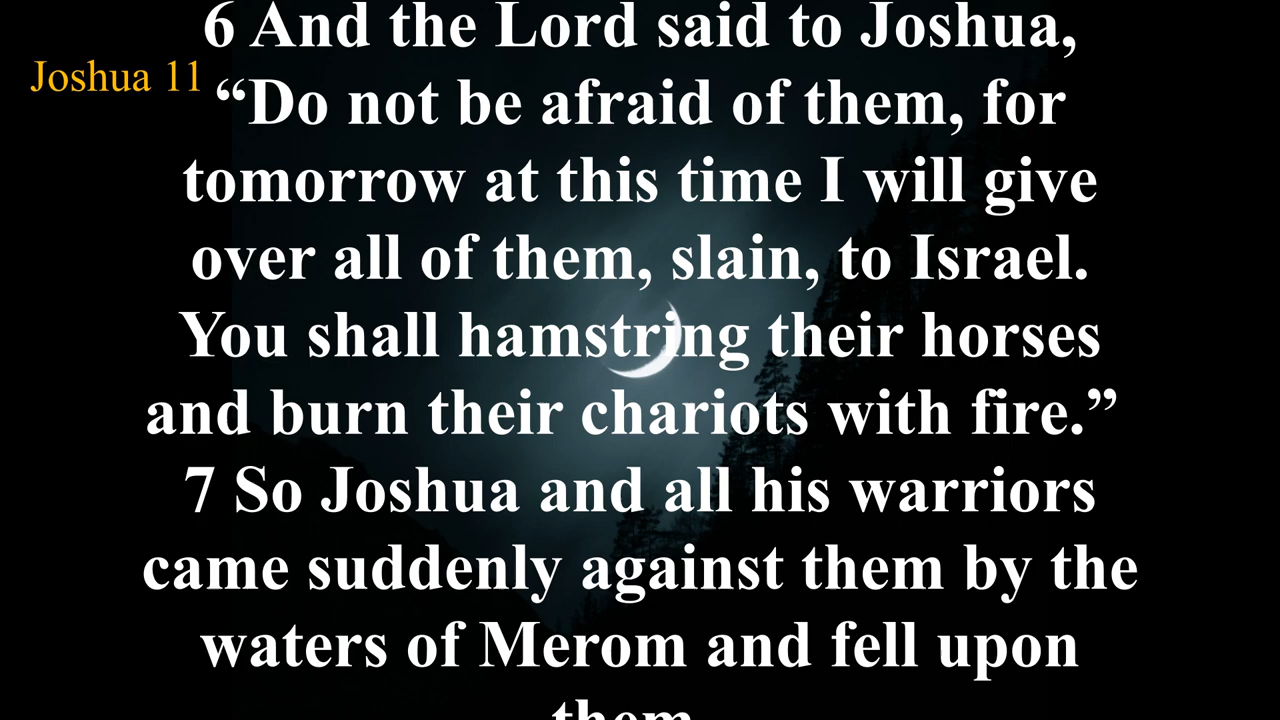 6 And the Lord said to Joshua,
Joshua 11
“Do not be afraid of them, for
tomorrow at this time I will give
over all of them, slain, to Israel.
You shall hamstring their horses
and burn their chariots with fire.”
7 So Joshua and all his warriors
came suddenly against them by the
waters of Merom and fell upon
them.